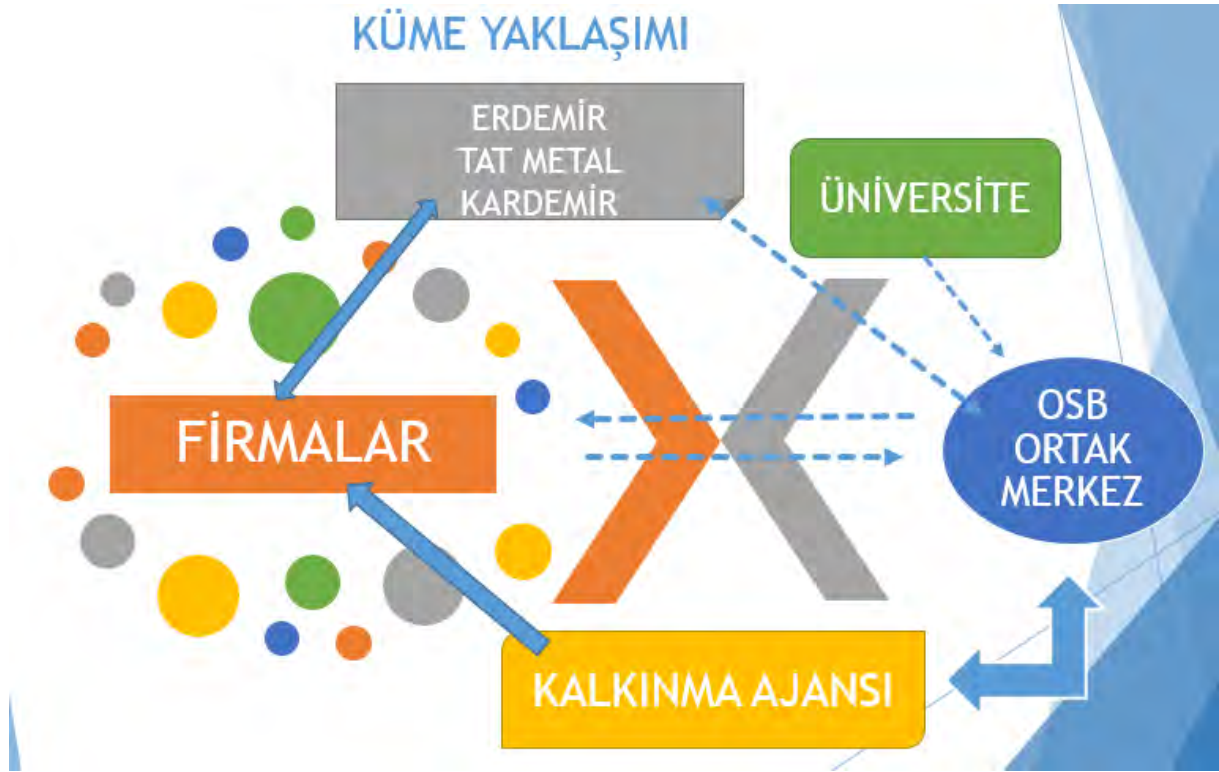 KÜME YAKLAŞIMI
ERDEMİR
TAT METAL
KARDEMİR
ÜNİVERSİTE
FİRMALAR
OSB
ORTAK
MERKEZ
KALKINMA AJANSI